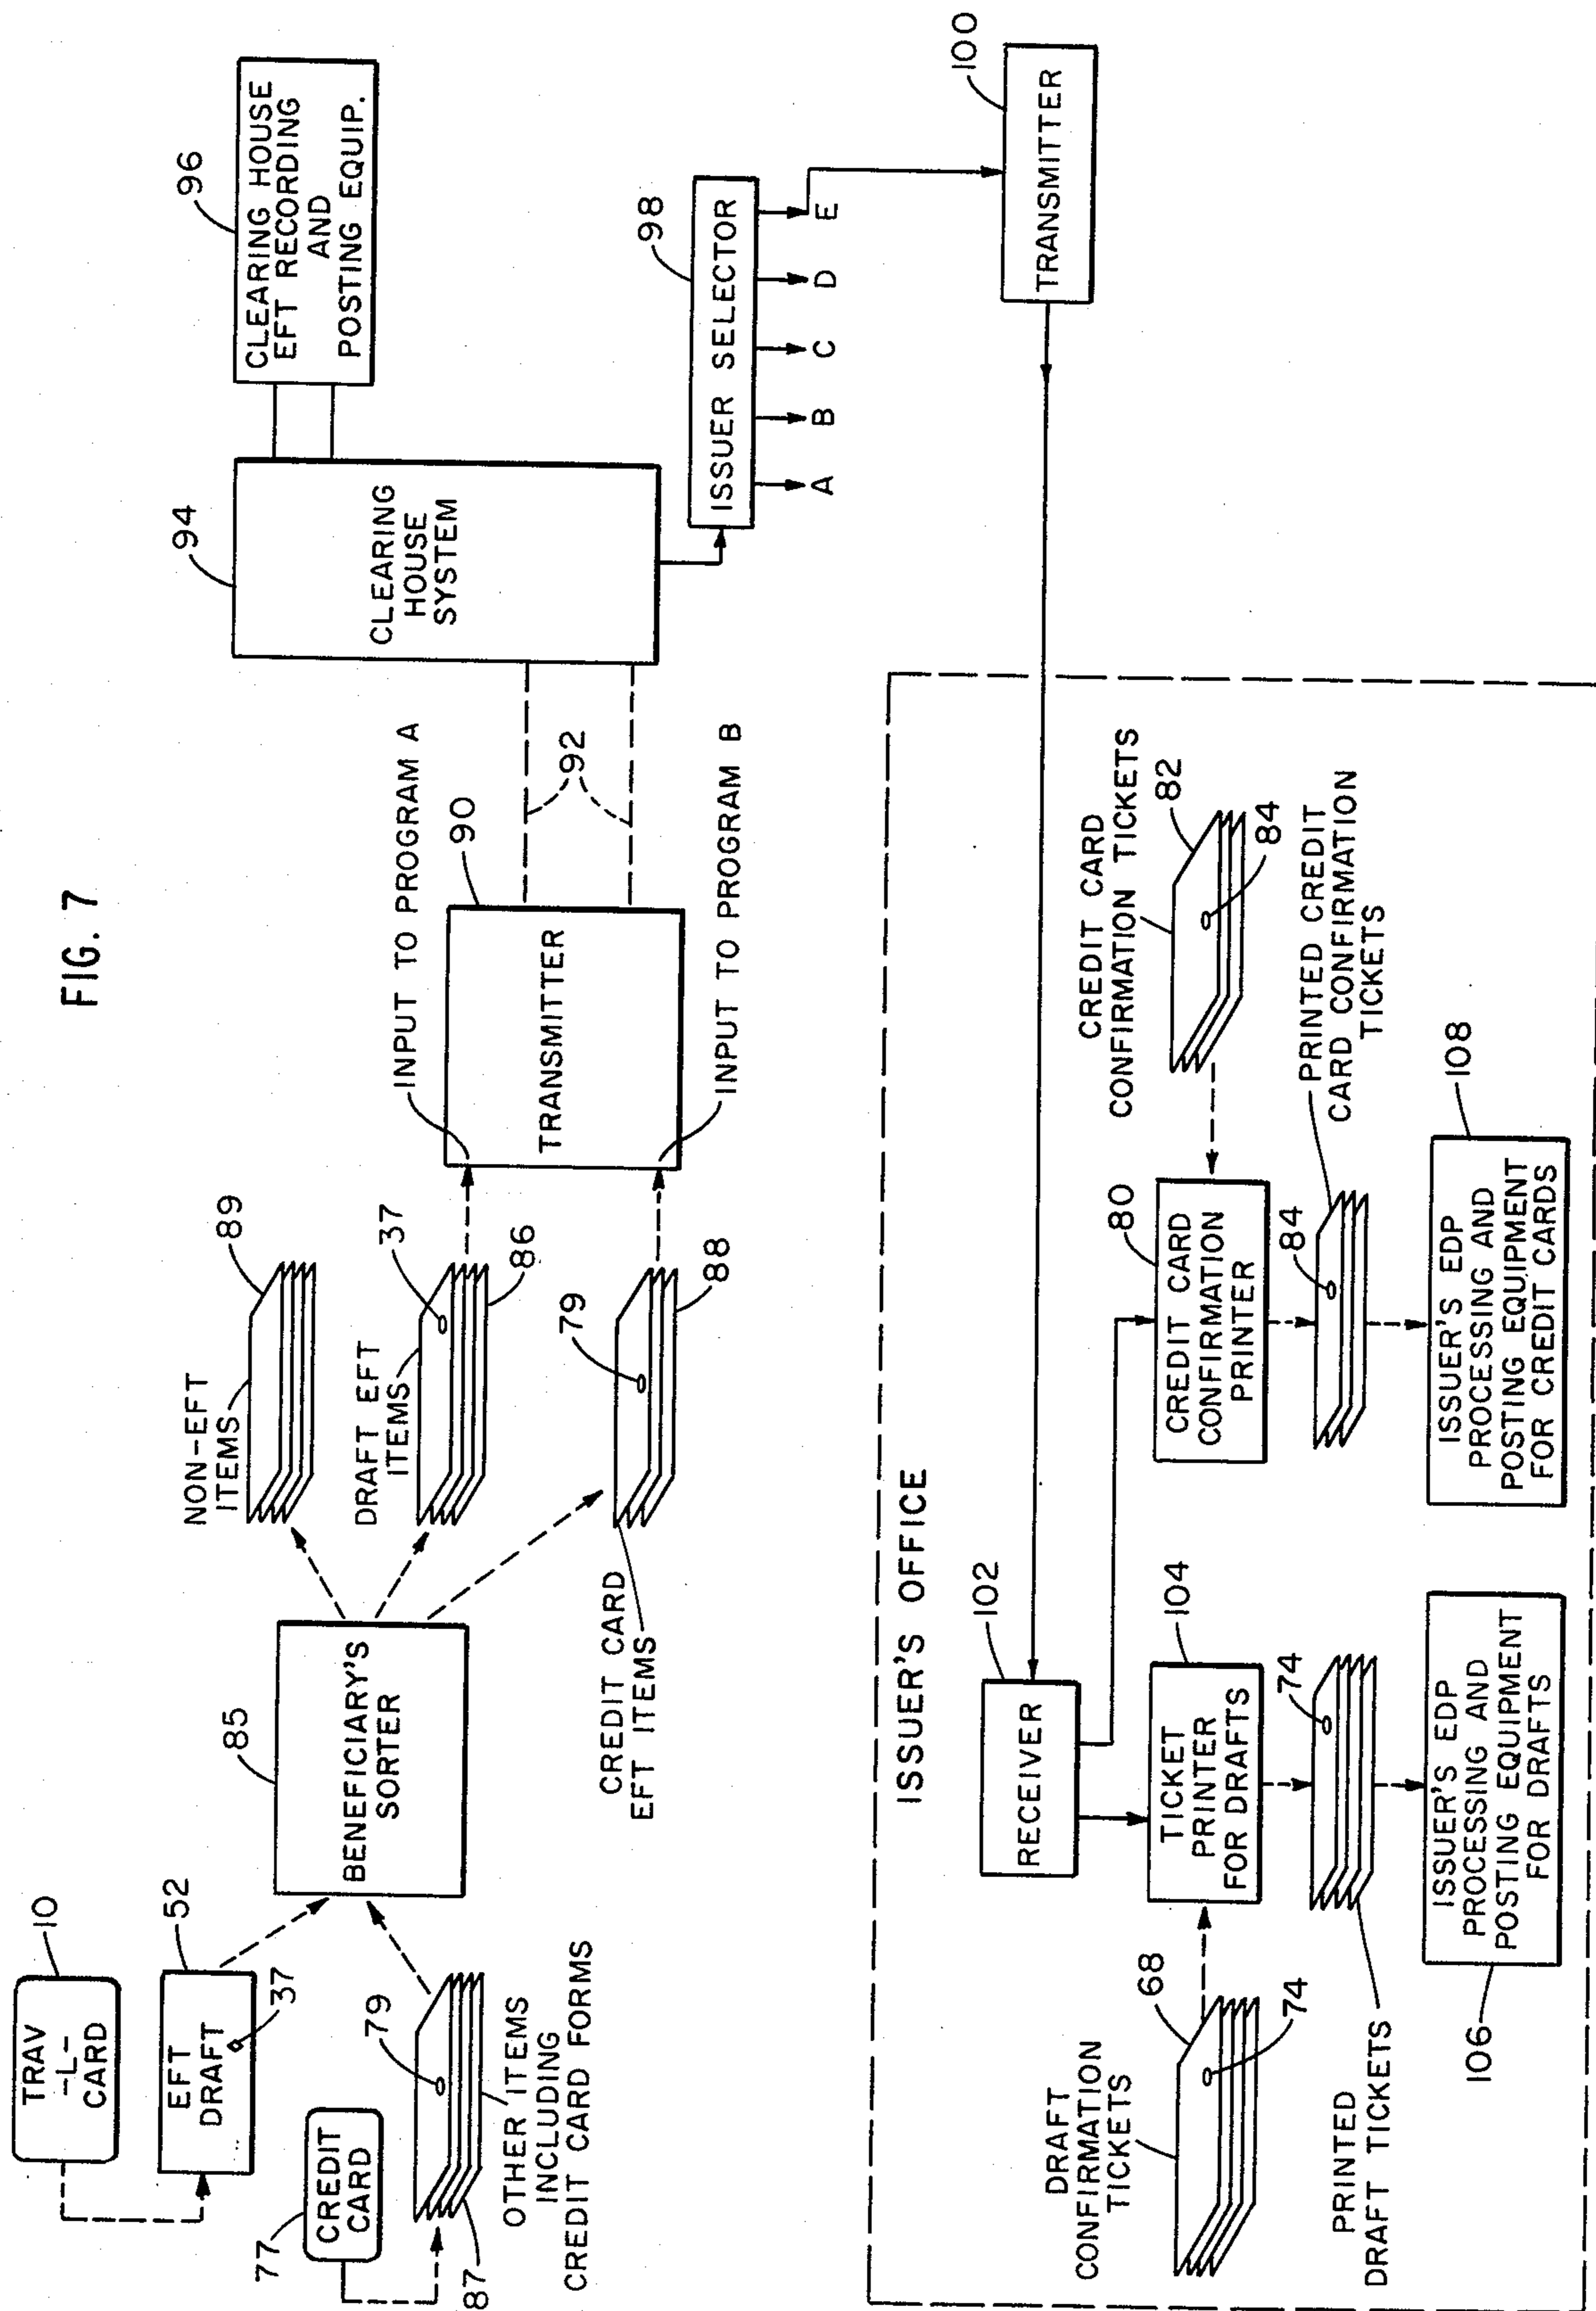 FIG. 7
10
TRAV
-L-
CARD
52
EFT
DRAFT
37
77
CREDIT
CARD
79
87
OTHER ITEMS
INCLUDING
CREDIT CARD FORMS
85
BENEFICIARY'S
SORTER
NON-EFT
ITEMS
89
DRAFT EFT
ITEMS
37
86
CREDIT CARD
EFT ITEMS
79
88
INPUT TO PROGRAM A
90
TRANSMITTER
INPUT TO PROGRAM B
92
94
CLEARING
HOUSE
SYSTEM
96
CLEARING HOUSE
EFT RECORDING
AND
POSTING EQUIP.
98
ISSUER SELECTOR
A
B
C
D
E
100
TRANSMITTER
ISSUER'S OFFICE
102
RECEIVER
DRAFT
CONFIRMATION
TICKETS
68
74
104
TICKET
PRINTER
FOR DRAFTS
74
PRINTED
DRAFT TICKETS
106
ISSUER'S EDP
PROCESSING AND
POSTING EQUIPMENT
FOR DRAFTS
80
CREDIT CARD
CONFIRMATION
PRINTER
CREDIT CARD
CONFIRMATION TICKETS
82
84
84
PRINTED CREDIT
CARD CONFIRMATION
TICKETS
108
ISSUER'S EDP
PROCESSING AND
POSTING EQUIPMENT
FOR CREDIT CARDS